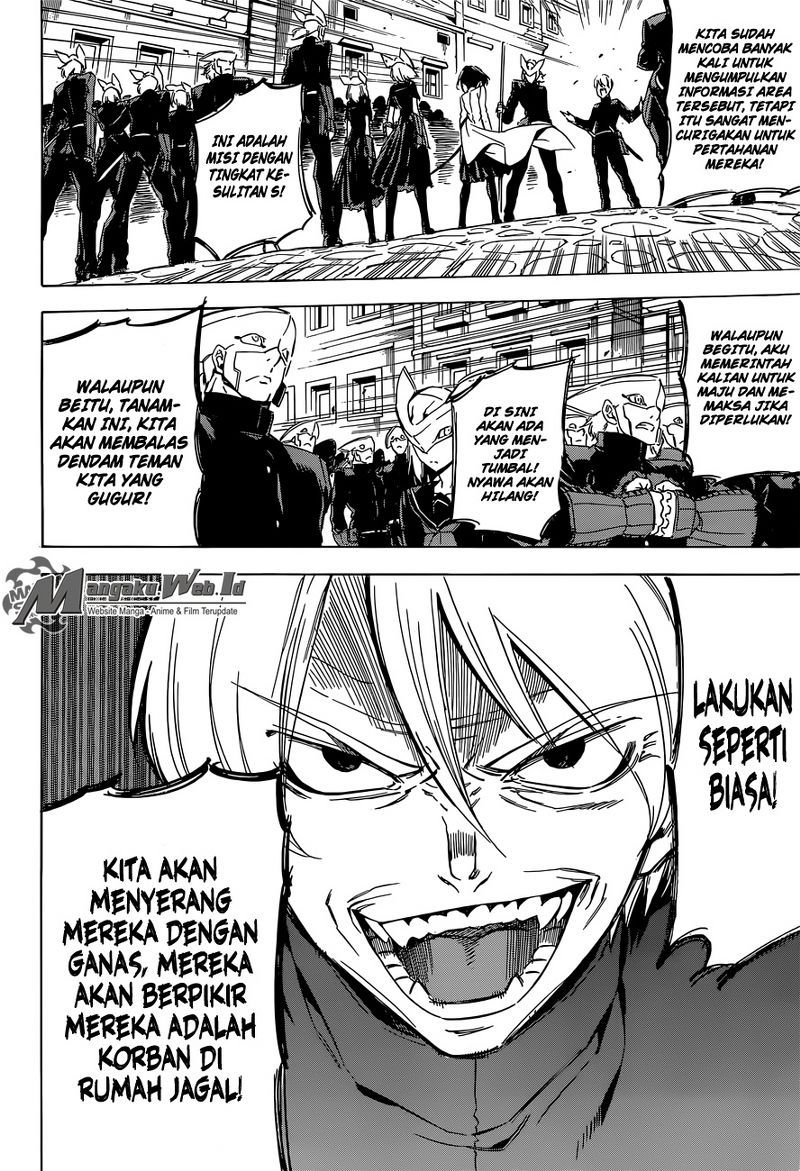 KITA SUDAH
MENCOBA BANYAK
KALI UNTUK
MENGUMPULKAN
INFORMASI AREA
TERSEBUT, TETAPI
ITU SANGAT MEN-
CURIGAKAN UNTUK
PERTAHANAN
MEREKA!
INI ADALAH
MISI DENGAN
TINGKAT KE-
SULITAN S!
WALAUPUN
BEGITU, AKU
MEMERINTAH
KALIAN UNTUK
MAJU DAN ME-
MAKSA JIKA
DIPERLUKAN!
DI SINI
AKAN ADA
YANG MEN-
JADI
TUMBAL!
NYAWA AKAN
HILANG!
WALAUPUN
BEITU, TANAM-
KAN INI, KITA
AKAN MEMBALAS
DENDAM TEMAN
KITA YANG
GUGUR!
Mangaku.Web.Id
Website Manga - Anime & Film Terupdate
LAKUKAN
SEPERTI
BIASA!
KITA AKAN
MENYERANG
MEREKA DENGAN
GANAS, MEREKA
AKAN BERPIKIR
MEREKA ADALAH
KORBAN DI
RUMAH JAGAL!